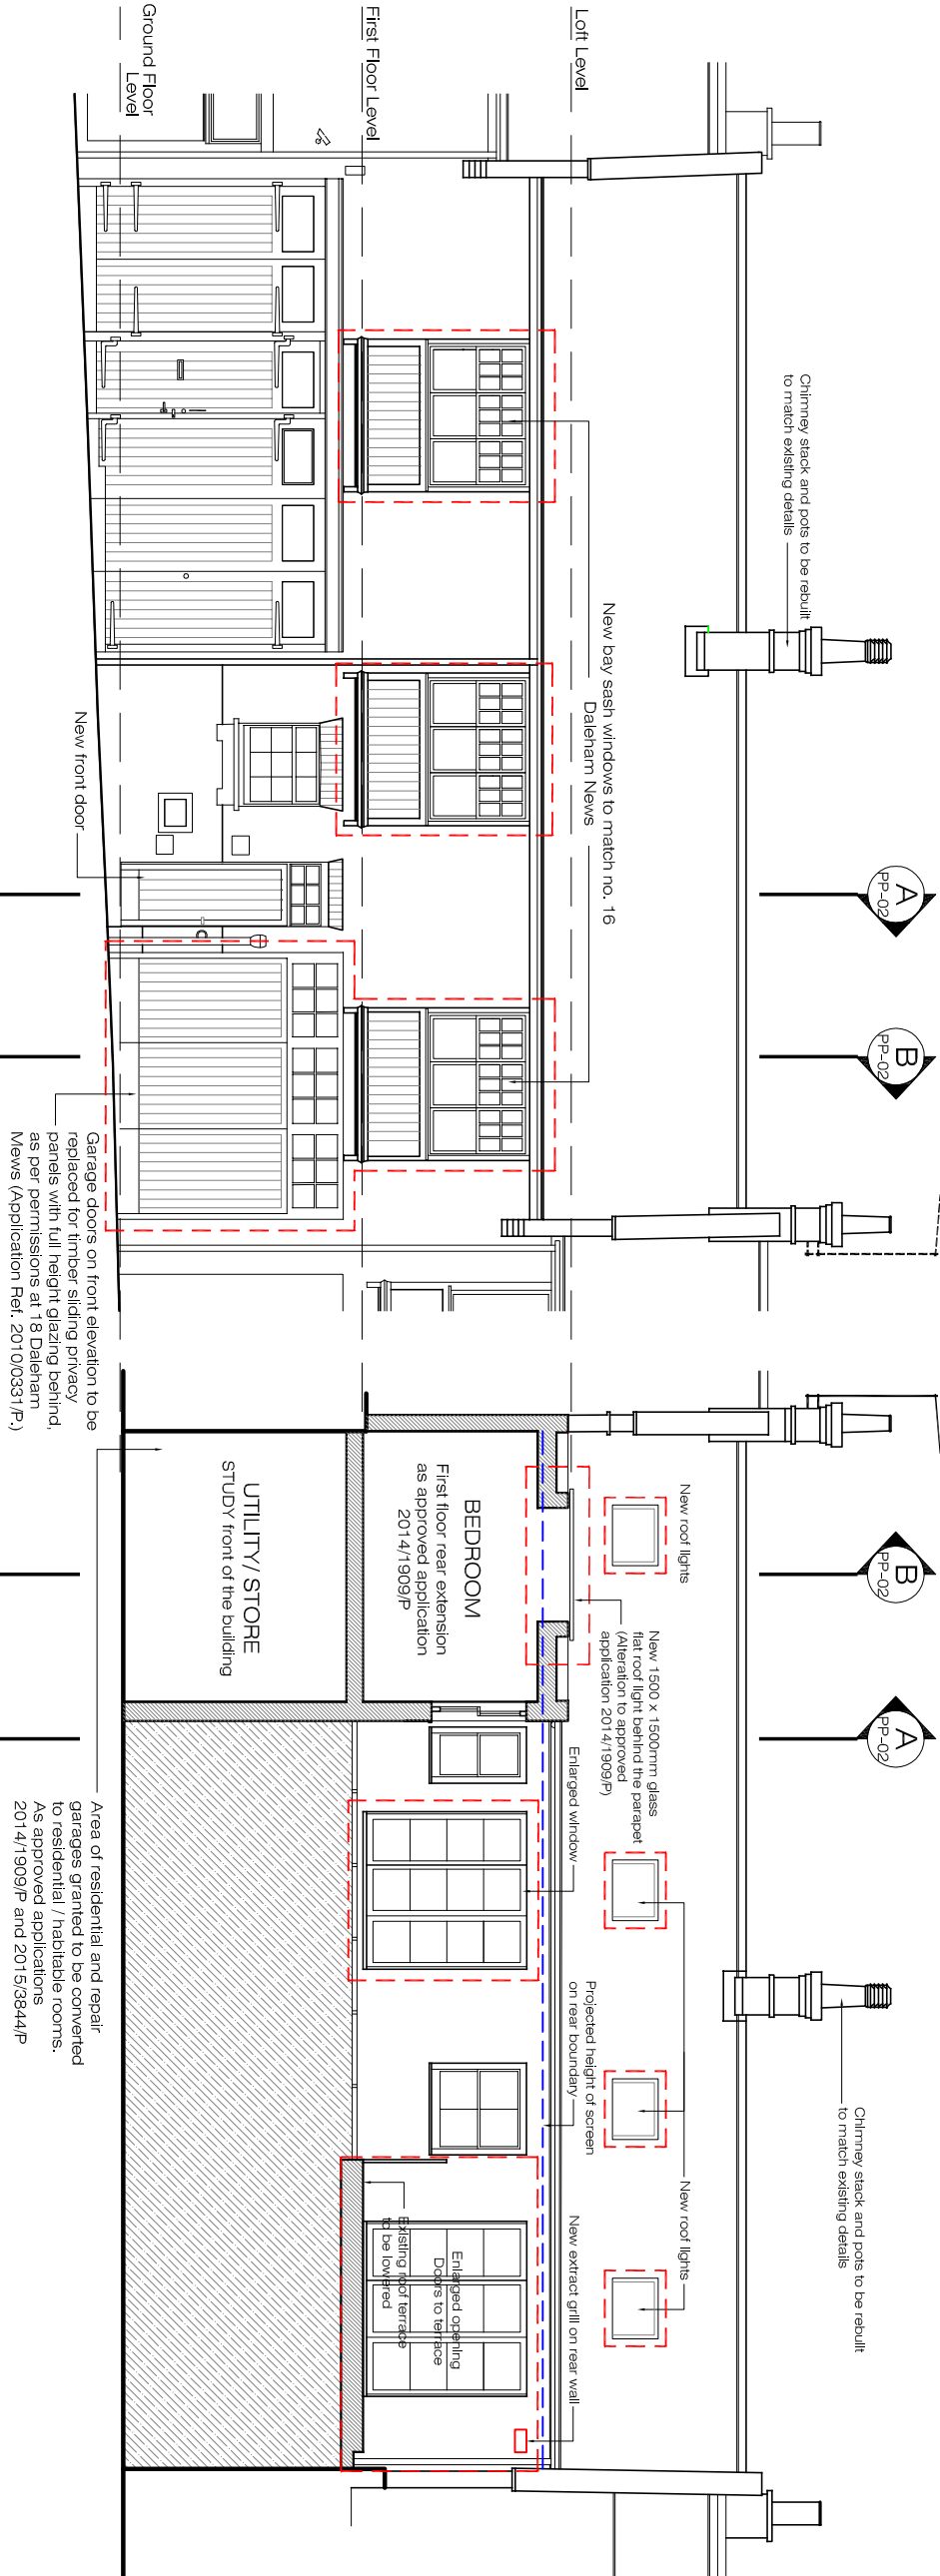 Loft Level
First Floor Level
Ground Floor
Level
Chimney stack and pots to be rebuilt
to match existing details
New bay sash windows to match no. 16
Daleham News
New front door
A
PP-02
B
PP-02
Garage doors on front elevation to be
replaced for timber sliding privacy
panels with full height glazing behind,
as per permissions at 18 Daleham
Mews (Application Ref. 2010/0331/P.)
B
PP-02
A
PP-02
New roof lights
New 1500 x 1500mm glass
flat roof light behind the parapet
(Alteration to approved
application 2014/1909/P)
BEDROOM
First floor rear extension
as approved application
2014/1909/P
UTILITY/ STORE
STUDY front of the building
Enlarged window
Projected height of screen
on rear boundary
New roof lights
New extract grill on rear wall
Chimney stack and pots to be rebuilt
to match existing details
Enlarged opening
Doors to terrace
Existing roof terrace
to be lowered
Area of residential and repair
garages granted to be converted
to residential / habitable rooms.
As approved applications
2014/1909/P and 2015/3844/P